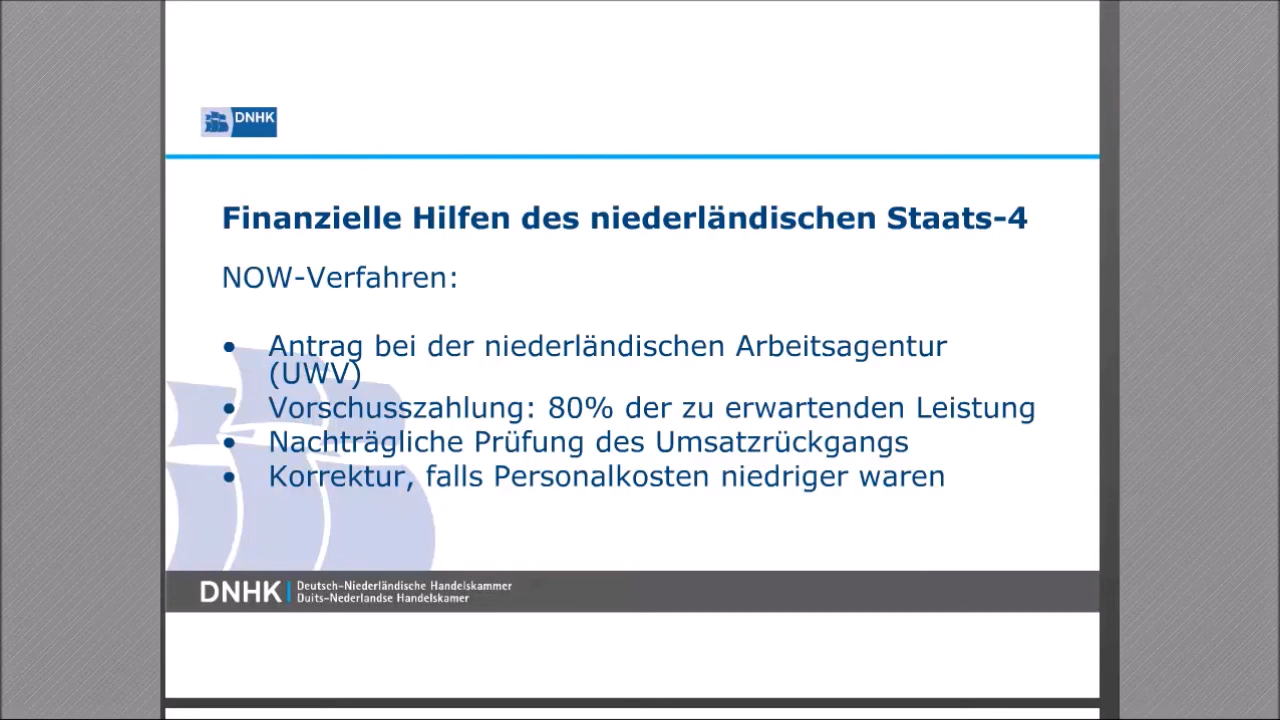 DNHK
Finanzielle Hilfen des niederländischen Staats-4
NOW-Verfahren:
• Antrag bei der niederländischen Arbeitsagentur
(UWV)
• Vorschusszahlung: 80% der zu erwartenden Leistung
• Nachträgliche Prüfung des Umsatzrückgangs
• Korrektur, falls Personalkosten niedriger waren
DNHK | Deutsch-Niederländische Handelskammer
Duits-Nederlandse Handelskamer